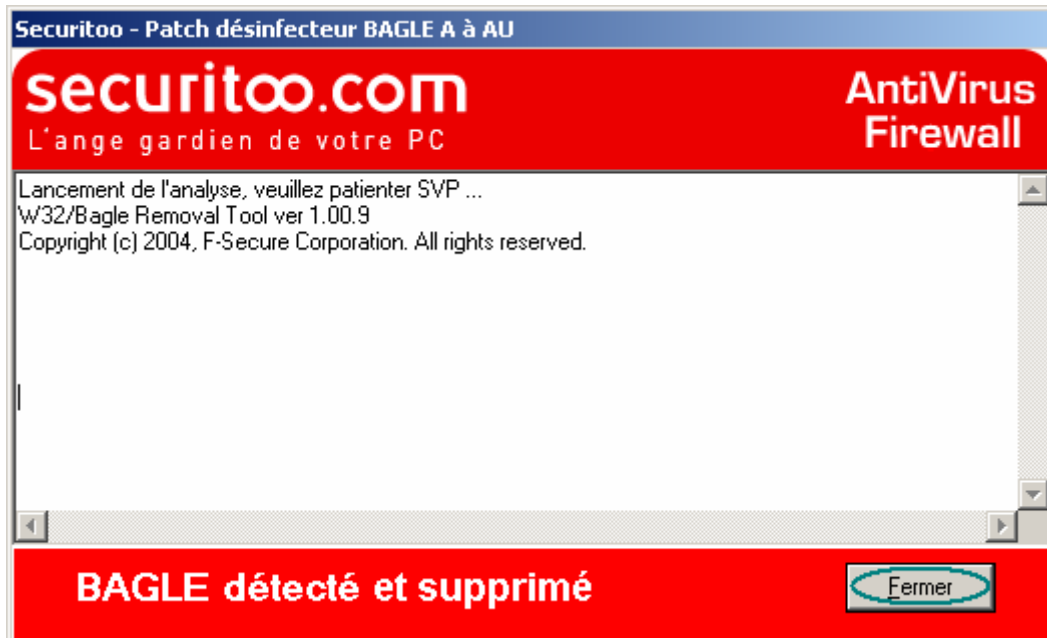 Securitoo - Patch désinfecteur BAGLE A à AU
securitoo.com
L'ange gardien de votre PC
AntiVirus
Firewall
Lancement de l'analyse, veuillez patienter SVP ...
W32/Bagle Removal Tool ver 1.00.9
Copyright (c) 2004, F-Secure Corporation. All rights reserved.
BAGLE détecté et supprimé
Fermer